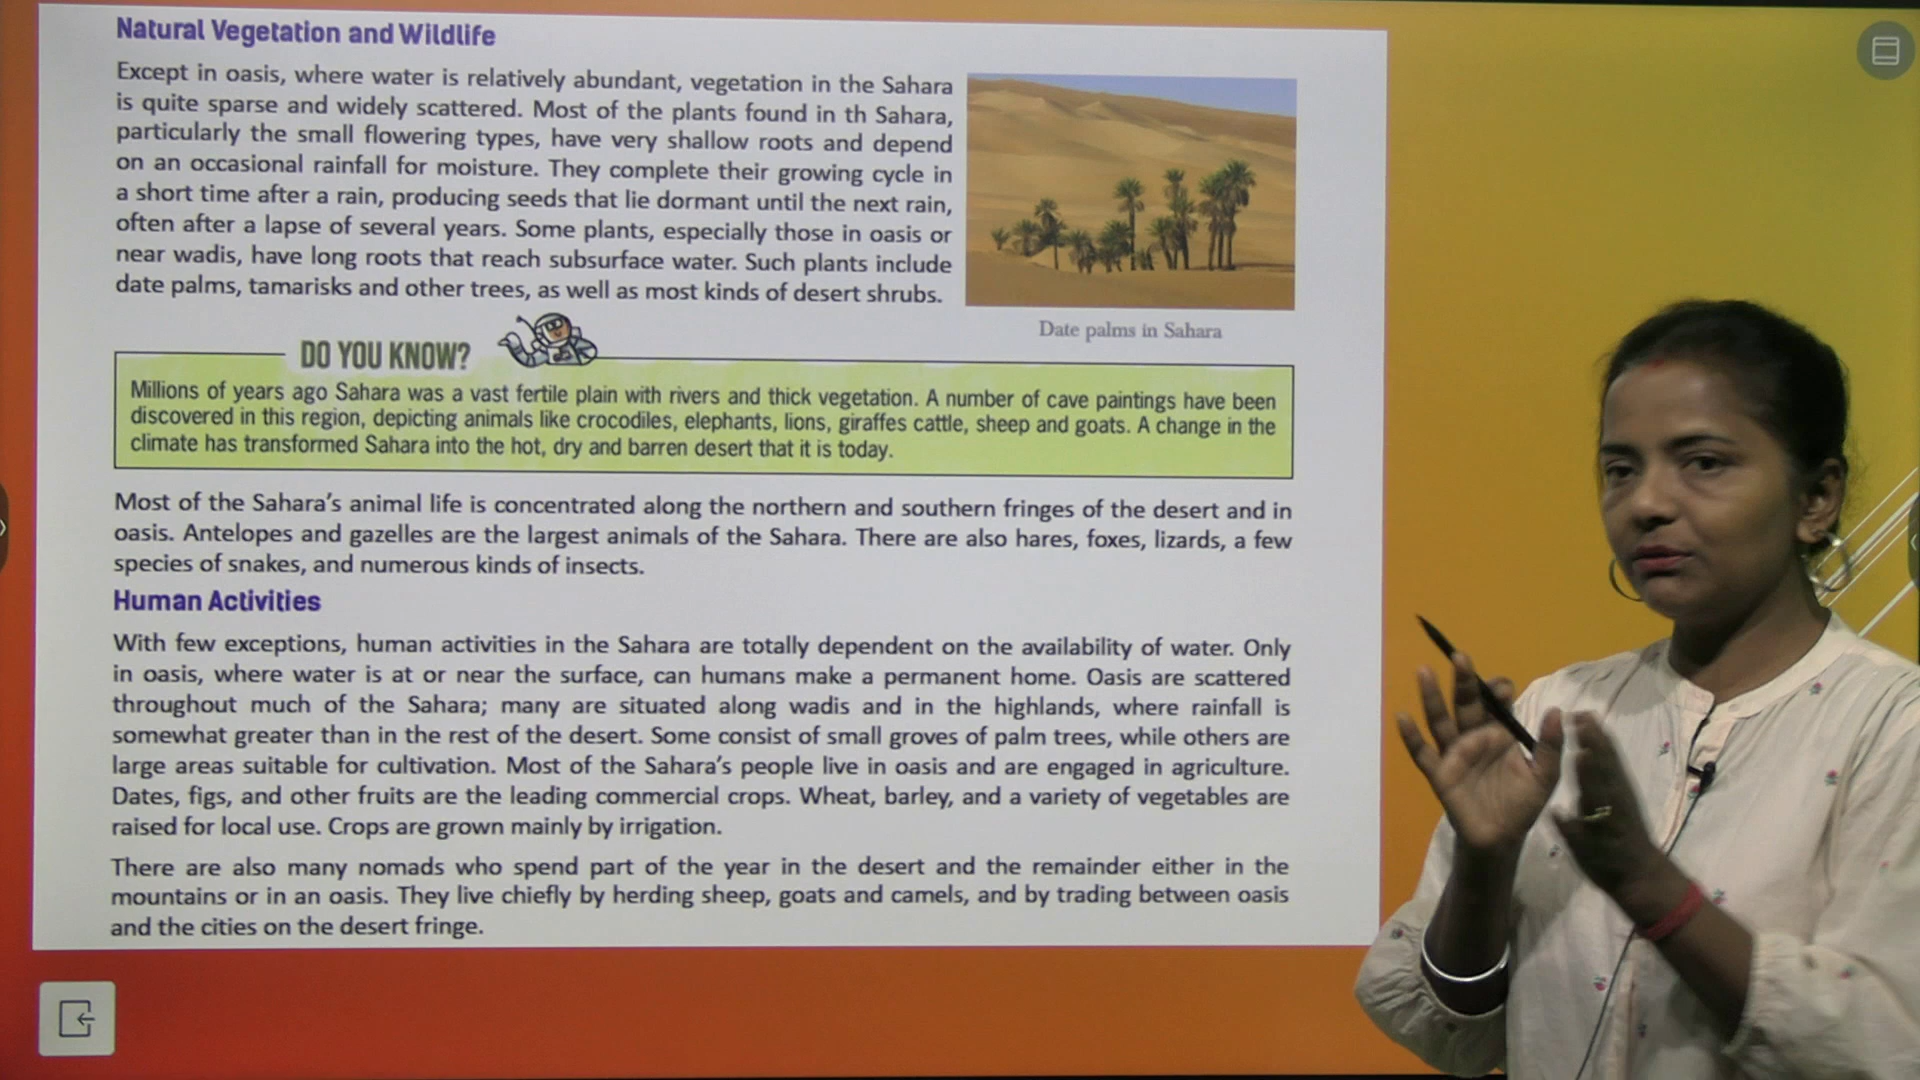 Natural Vegetation and Wildlife
Except in oasis, where water is relatively abundant, vegetation in the Sahara
is quite sparse and widely scattered. Most of the plants found in th Sahara,
particularly the small flowering types, have very shallow roots and depend
on an occasional rainfall for moisture. They complete their growing cycle in
a short time after a rain, producing seeds that lie dormant until the next rain,
often after a lapse of several years. Some plants, especially those in oasis or
near wadis, have long roots that reach subsurface water. Such plants include
date palms, tamarisks and other trees, as well as most kinds of desert shrubs.
Date palms in Sahara
DO YOU KNOW?
Millions of years ago Sahara was a vast fertile plain with rivers and thick vegetation. A number of cave paintings have been
discovered in this region, depicting animals like crocodiles, elephants, lions, giraffes cattle, sheep and goats. A change in the
climate has transformed Sahara into the hot, dry and barren desert that it is today.
Most of the Sahara's animal life is concentrated along the northern and southern fringes of the desert and in
oasis. Antelopes and gazelles are the largest animals of the Sahara. There are also hares, foxes, lizards, a few
species of snakes, and numerous kinds of insects.
Human Activities
With few exceptions, human activities in the Sahara are totally dependent on the availability of water. Only
in oasis, where water is at or near the surface, can humans make a permanent home. Oasis are scattered
throughout much of the Sahara; many are situated along wadis and in the highlands, where rainfall is
somewhat greater than in the rest of the desert. Some consist of small groves of palm trees, while others are
large areas suitable for cultivation. Most of the Sahara's people live in oasis and are engaged in agriculture.
Dates, figs, and other fruits are the leading commercial crops. Wheat, barley, and a variety of vegetables are
raised for local use. Crops are grown mainly by irrigation.
There are also many nomads who spend part of the year in the desert and the remainder either in the
mountains or in an oasis. They live chiefly by herding sheep, goats and camels, and by trading between oasis
and the cities on the desert fringe.